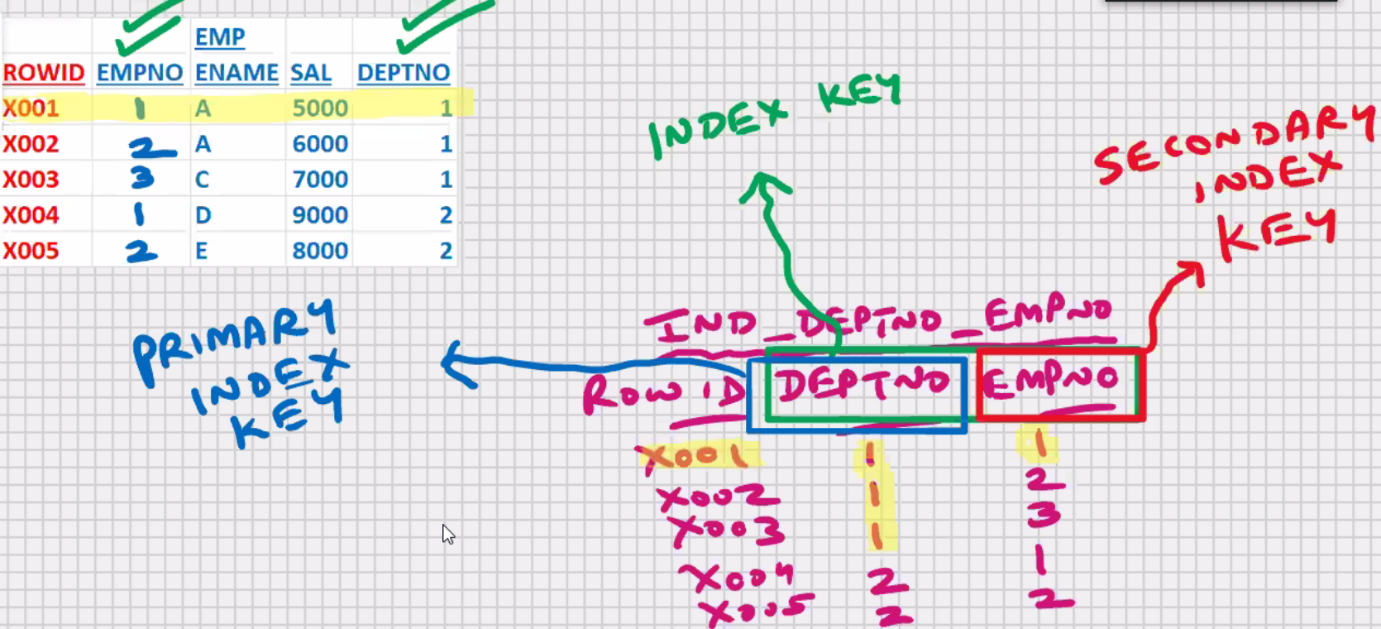 EMP
ROWID EMPNO ENAME SAL DEPTNO
X001 1 A 5000 1
X002 2 A 6000 1
X003 3 C 7000 1
X004 1 D 9000 2
X005 2 E 8000 2
INDEX KEY
SECONDARY
INDEX
KEY
PRIMARY
INDEX
KEY
IND_DEPTNO_EMPNO
ROWID DEPTNO EMPNO
X001 1 1
X002 1 2
X003 1 3
X004 2 1
X005 2 2